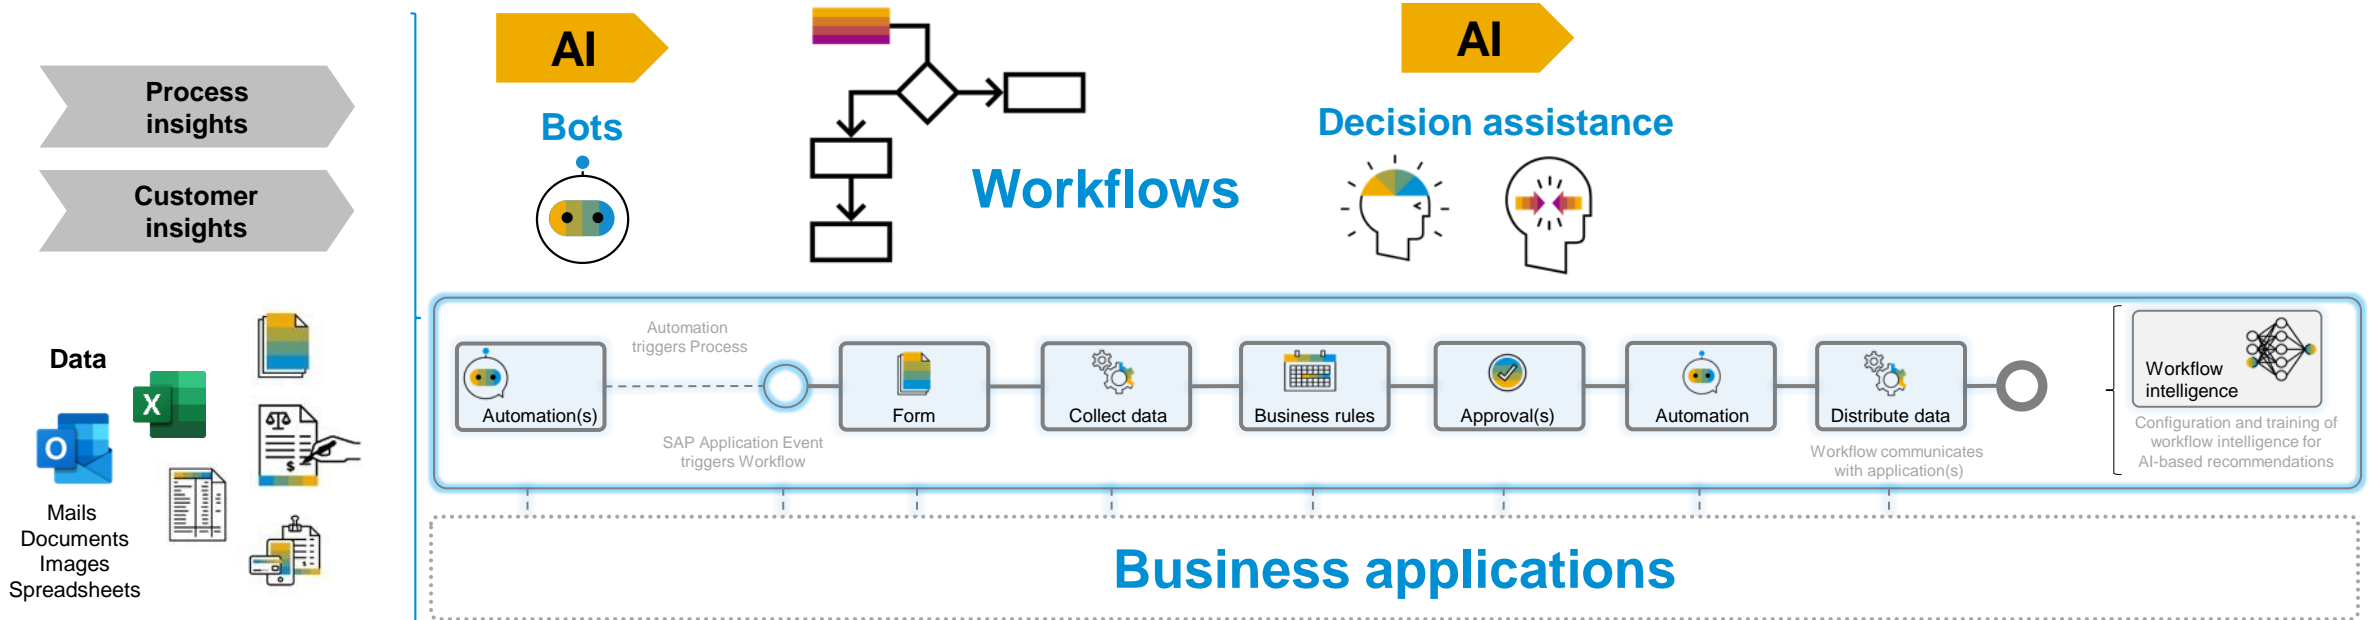 Process
insights
Customer
insights
Data
X
O
Mails
Documents
Images
Spreadsheets
AI
Bots
Workflows
AI
Decision assistance
Automation(s)
Automation
triggers Process
SAP Application Event
triggers Workflow
Form
Collect data
Business rules
Approval(s)
Automation
Distribute data
Workflow communicates
with application(s)
Workflow
intelligence
Configuration and training of
workflow intelligence for
AI-based recommendations
Business applications